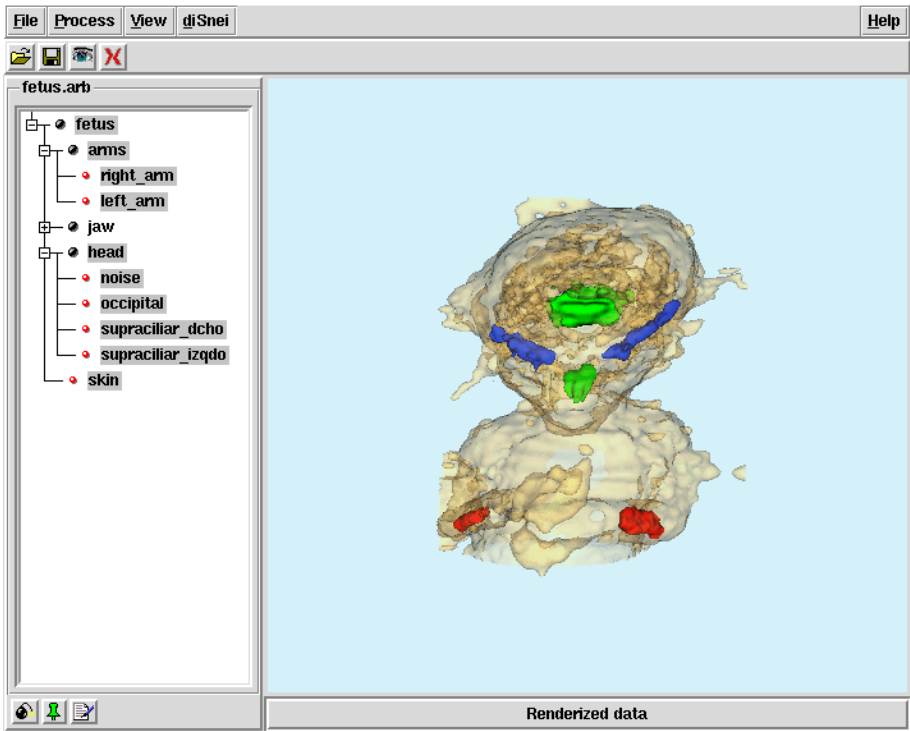 File Process View diSnei Help
fetus.arb
fetus
arms
right_arm
left_arm
jaw
head
noise
occipital
supraciliar_dcho
supraciliar_izqdo
skin
Renderized data